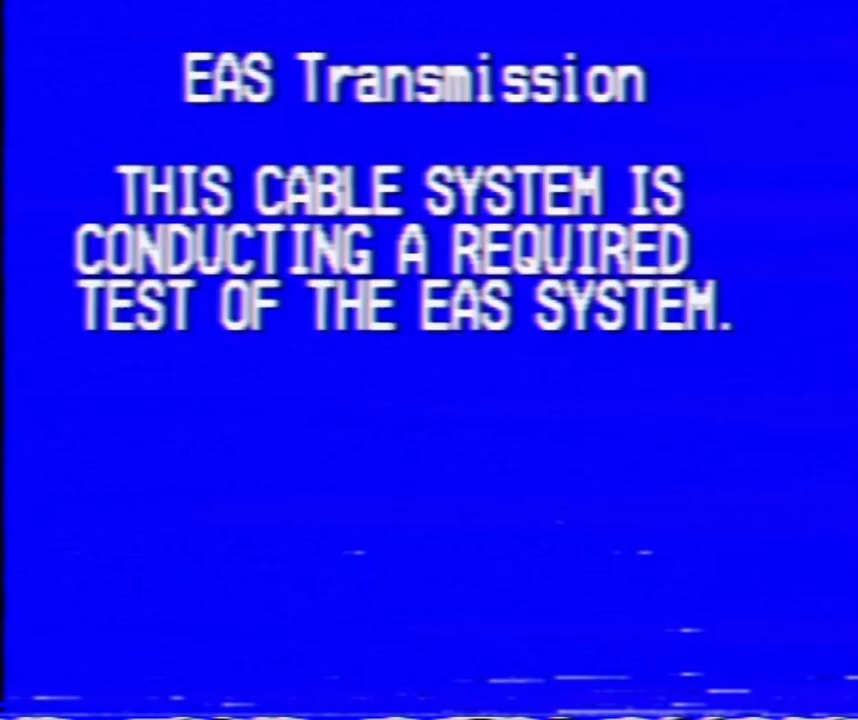 EAS Transmission
THIS CABLE SYSTEM IS
CONDUCTING A REQUIRED
TEST OF THE EAS SYSTEM.